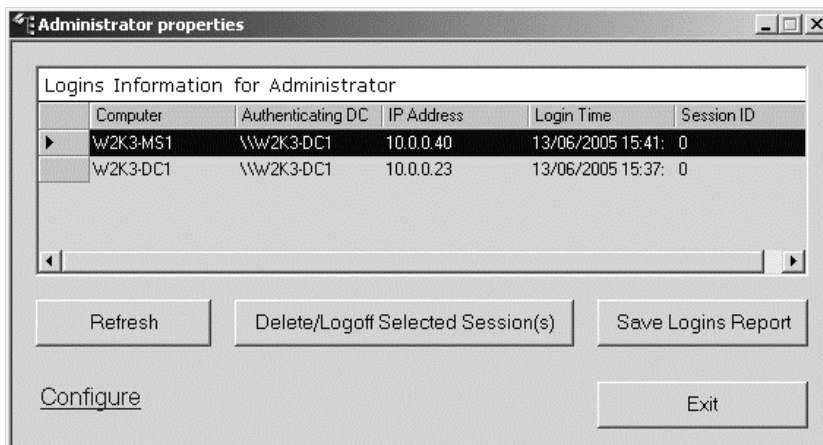 Administrator properties
Logins Information for Administrator
Computer Authenticating DC IP Address Login Time Session ID
W2K3-MS1 \\W2K3-DC1 10.0.0.40 13/06/2005 15:41: 0
W2K3-DC1 \\W2K3-DC1 10.0.0.23 13/06/2005 15:37: 0
Refresh Delete/Logoff Selected Session(s) Save Logins Report
Configure Exit